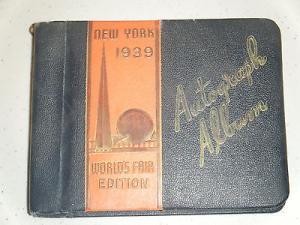 NEW YORK
1939
WORLD'S FAIR
EDITION
Autograph
Album